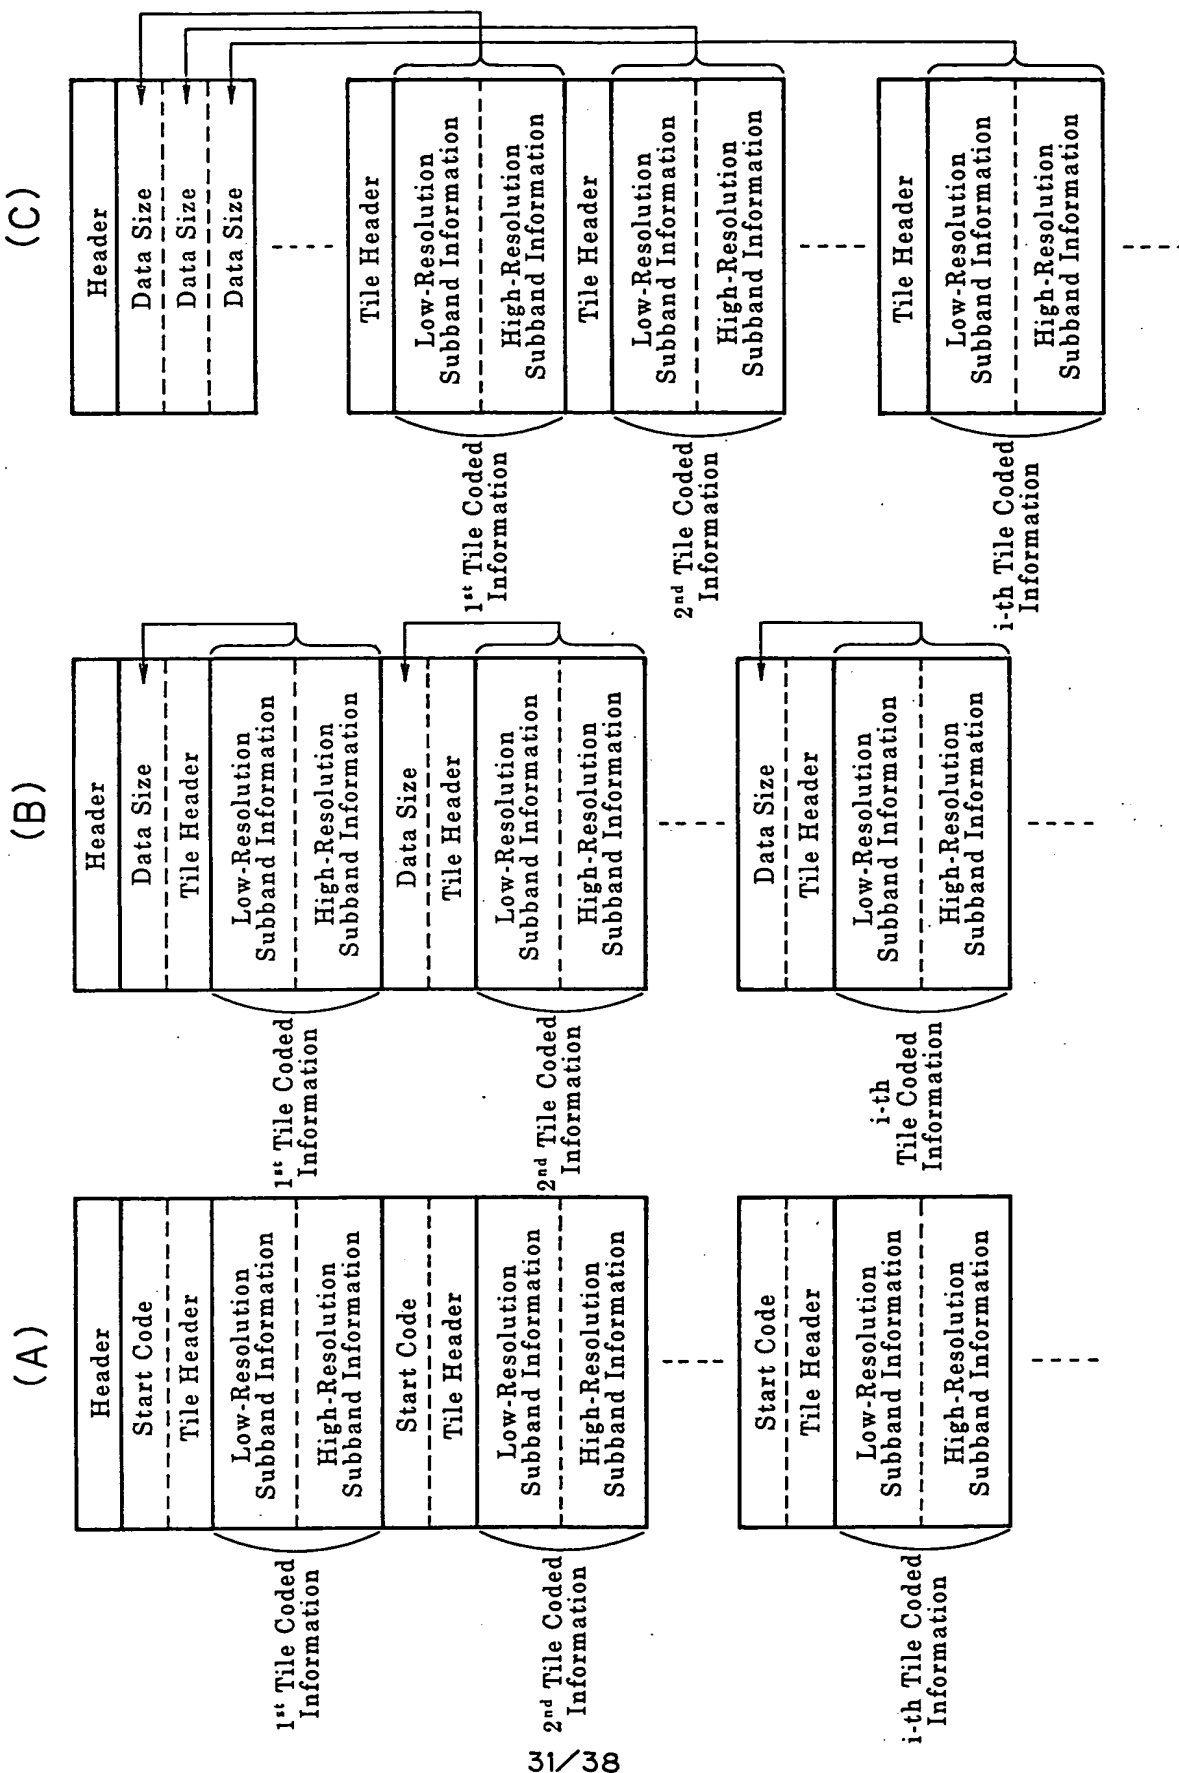 (A)
Header
Start Code
Tile Header
Low-Resolution
Subband Information
High-Resolution
Subband Information
Start Code
Tile Header
Low-Resolution
Subband Information
High-Resolution
Subband Information
Start Code
Tile Header
Low-Resolution
Subband Information
High-Resolution
Subband Information
1st Tile Coded
Information
2nd Tile Coded
Information
i-th Tile Coded
Information
(B)
Header
Data Size
Tile Header
Low-Resolution
Subband Information
High-Resolution
Subband Information
Data Size
Tile Header
Low-Resolution
Subband Information
High-Resolution
Subband Information
Data Size
Tile Header
Low-Resolution
Subband Information
High-Resolution
Subband Information
1st Tile Coded
Information
2nd Tile Coded
Information
i-th
Tile Coded
Information
(C)
Header
Data Size
Data Size
Data Size
Tile Header
Low-Resolution
Subband Information
High-Resolution
Subband Information
Tile Header
Low-Resolution
Subband Information
High-Resolution
Subband Information
Tile Header
Low-Resolution
Subband Information
High-Resolution
Subband Information
1st Tile Coded
Information
2nd Tile Coded
Information
i-th Tile Coded
Information
31/38